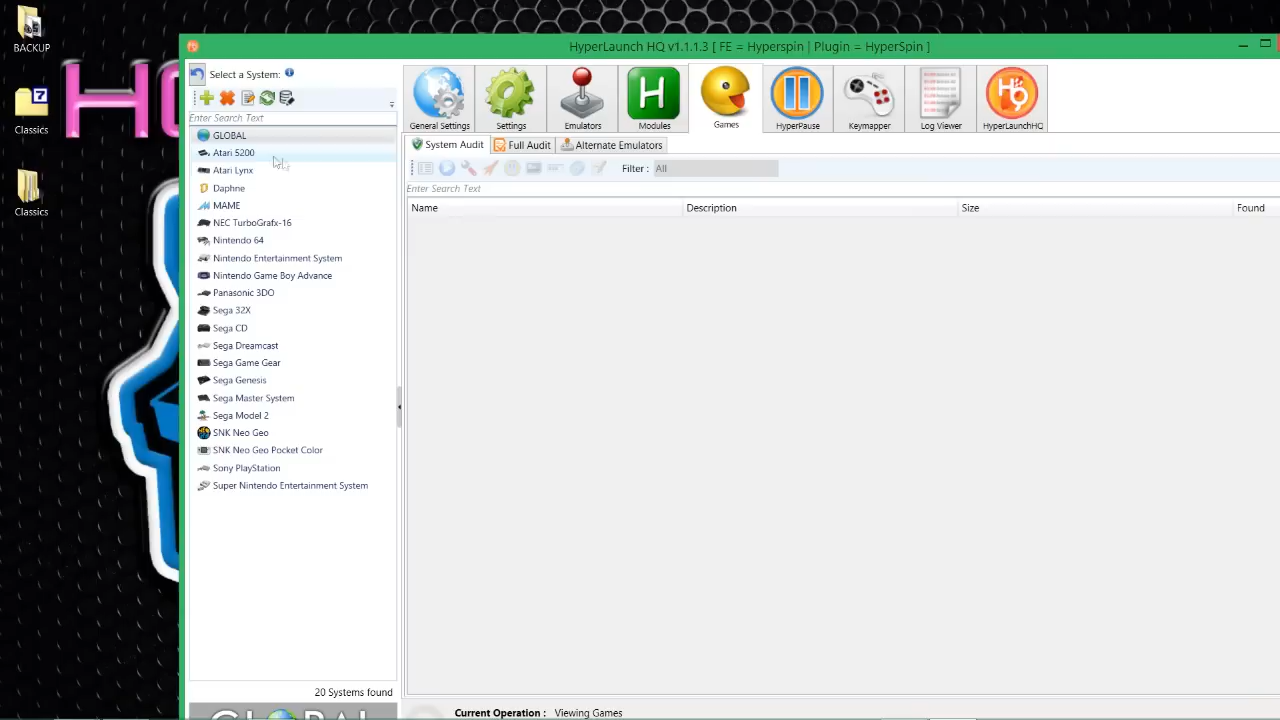 BACKUP
Classics
Classics
H
HyperLaunch HQ v1.1.1.3 [ FE = Hyperspin | Plugin = HyperSpin ]
Select a System:
Enter Search Text
GLOBAL
Atari 5200
Atari Lynx
Daphne
MAME
NEC TurboGrafx-16
Nintendo 64
Nintendo Entertainment System
Nintendo Game Boy Advance
Panasonic 3DO
Sega 32X
Sega CD
Sega Dreamcast
Sega Game Gear
Sega Genesis
Sega Master System
Sega Model 2
SNK Neo Geo
SNK Neo Geo Pocket Color
Sony PlayStation
Super Nintendo Entertainment System
20 Systems found
GLOBAL
General Settings
Settings
Emulators
H
Modules
Games
HyperPause
Keymapper
Log Viewer
HQ
HyperLaunchHQ
System Audit
Full Audit
Alternate Emulators
Filter : All
Enter Search Text
Name Description Size Found
Current Operation : Viewing Games